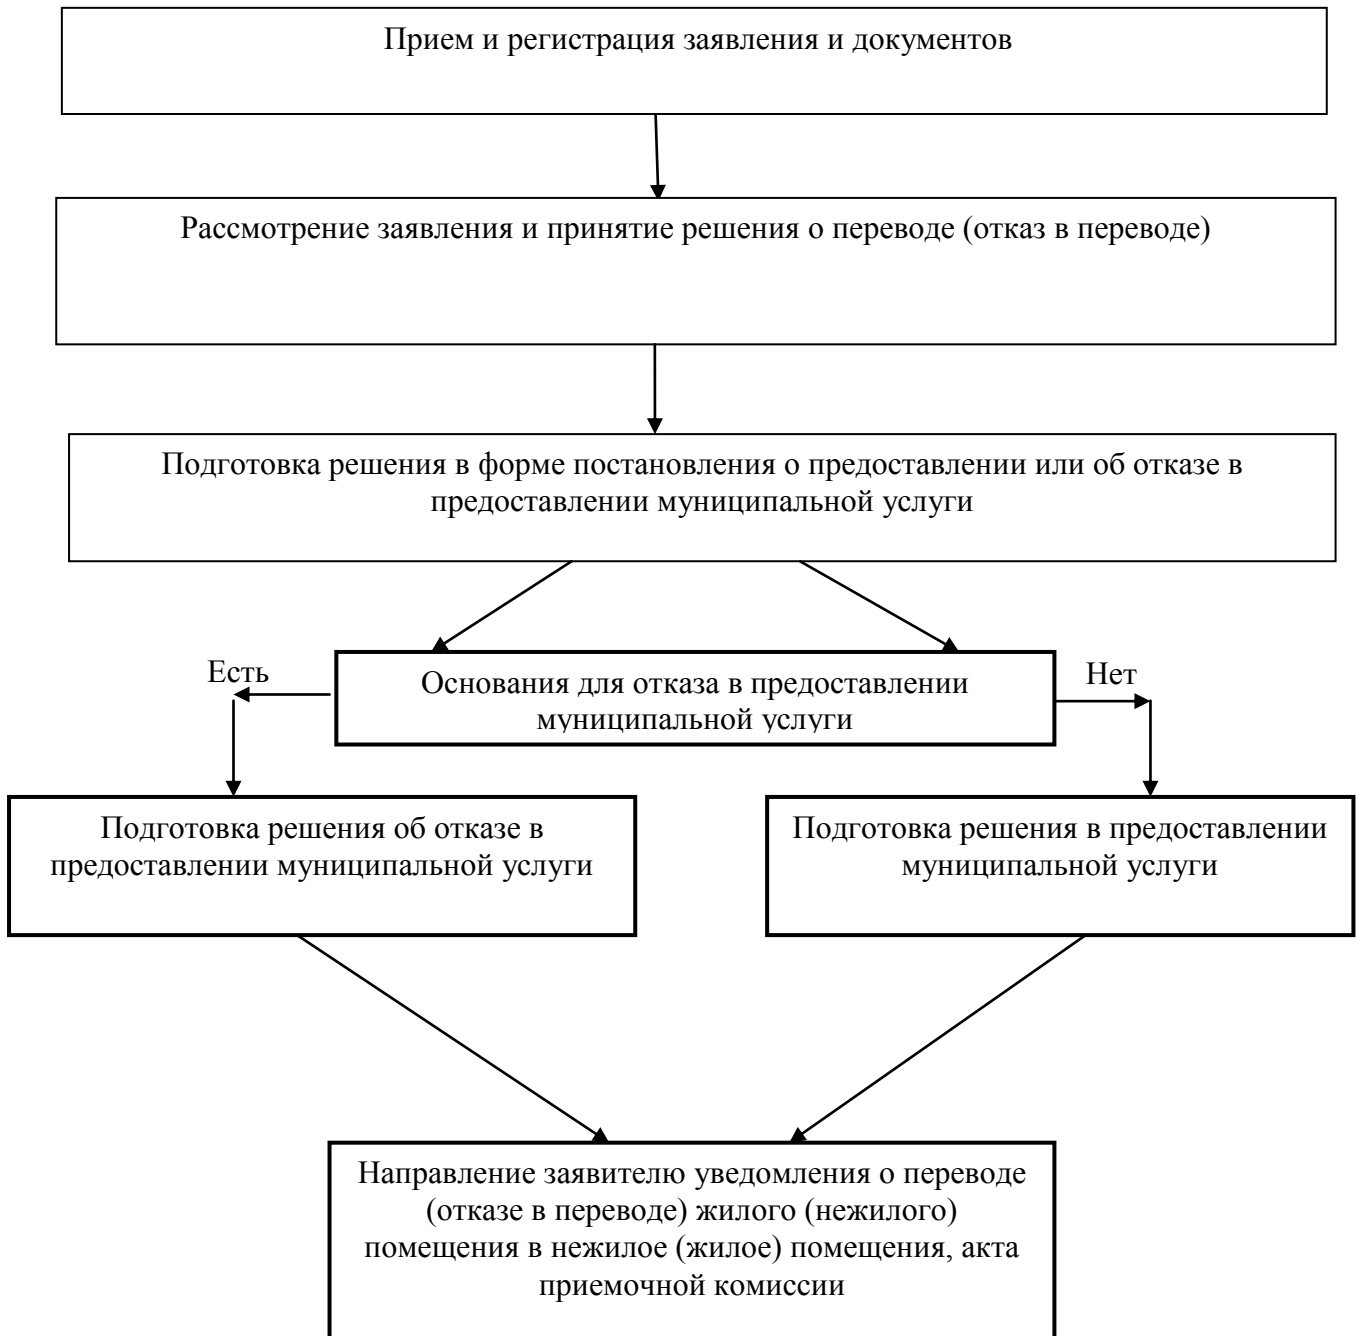 Прием и регистрация заявления и документов
Рассмотрение заявления и принятие решения о переводе (отказ в переводе)
Подготовка решения в форме постановления о предоставлении или об отказе в
предоставлении муниципальной услуги
Есть
Основания для отказа в предоставлении
муниципальной услуги
Нет
Подготовка решения об отказе в
предоставлении муниципальной услуги
Подготовка решения в предоставлении
муниципальной услуги
Направление заявителю уведомления о переводе
(отказе в переводе) жилого (нежилого)
помещения в нежилое (жилое) помещения, акта
приемочной комиссии